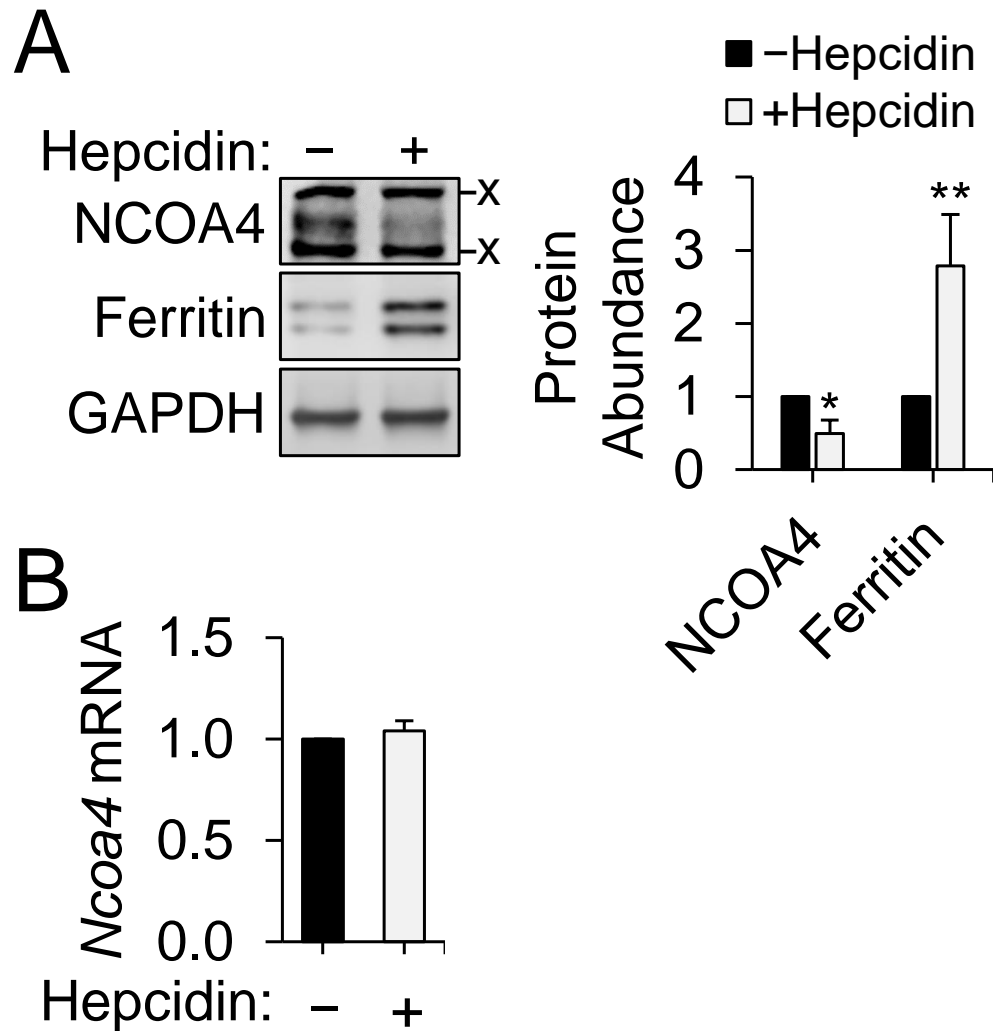 A
−Hepcidin
+Hepcidin
Hepcidin: − +
NCOA4
x
x
Ferritin
GAPDH
Protein
Abundance
4
3
2
1
0
*
**
NCOA4
Ferritin
B
Ncoa4 mRNA
1.5
1.0
0.5
0.0
Hepcidin: − +